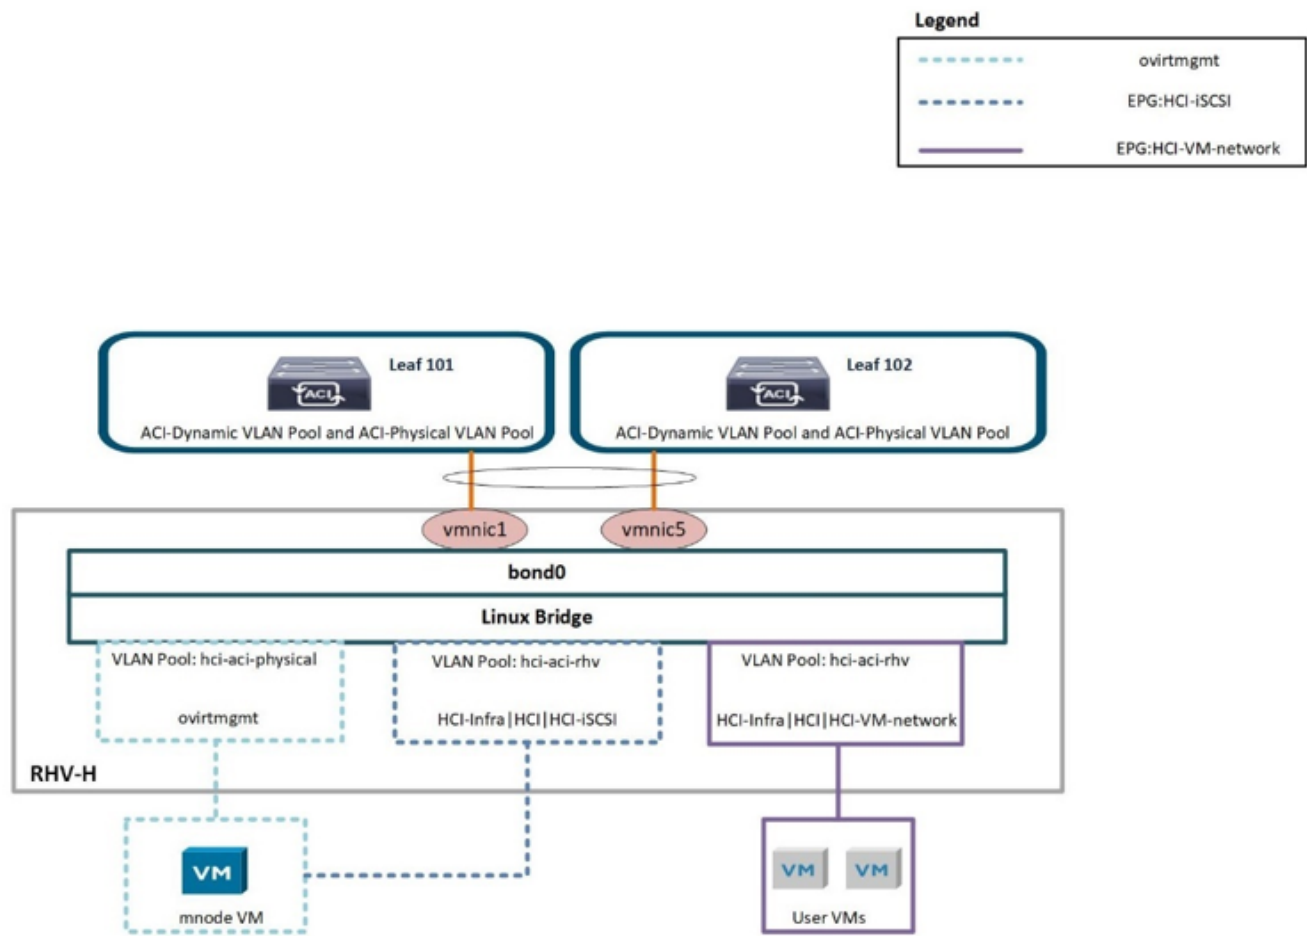 Legend
ovirtmgmt
EPG:HCI-iSCSI
EPG:HCI-VM-network
Leaf 101
ACI
ACI-Dynamic VLAN Pool and ACI-Physical VLAN Pool
Leaf 102
ACI
ACI-Dynamic VLAN Pool and ACI-Physical VLAN Pool
vmnic1
vmnic5
bond0
Linux Bridge
VLAN Pool: hci-aci-physical
ovirtmgmt
VLAN Pool: hci-aci-rhv
HCI-Infra|HCI|HCI-iSCSI
VLAN Pool: hci-aci-rhv
HCI-Infra|HCI|HCI-VM-network
RHV-H
VM
mnode VM
VM
VM
User VMs